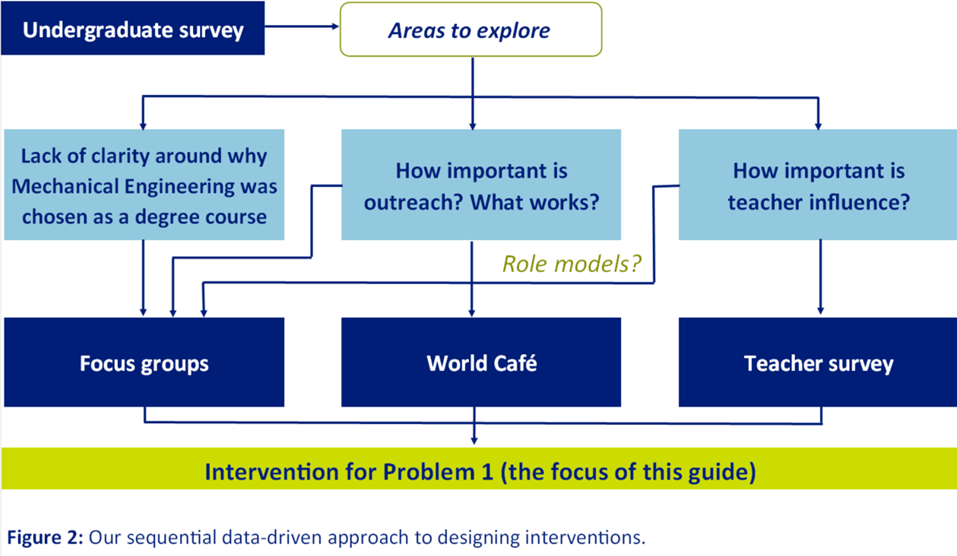 Undergraduate survey
Areas to explore
Lack of clarity around why
Mechanical Engineering was
chosen as a degree course
How important is
outreach? What works?
How important is
teacher influence?
Role models?
Focus groups
World Café
Teacher survey
Intervention for Problem 1 (the focus of this guide)
Figure 2: Our sequential data-driven approach to designing interventions.